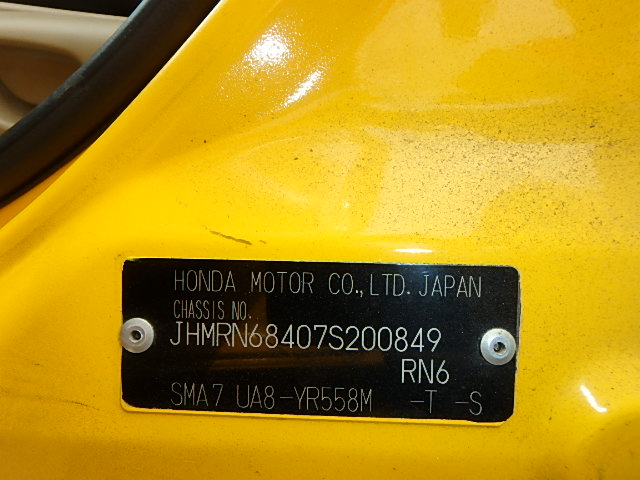 HONDA MOTOR CO.,LTD. JAPAN
CHASSIS NO.
JHMRN68407S200849
RN6
SMA7 UA8-YR558M -T -S